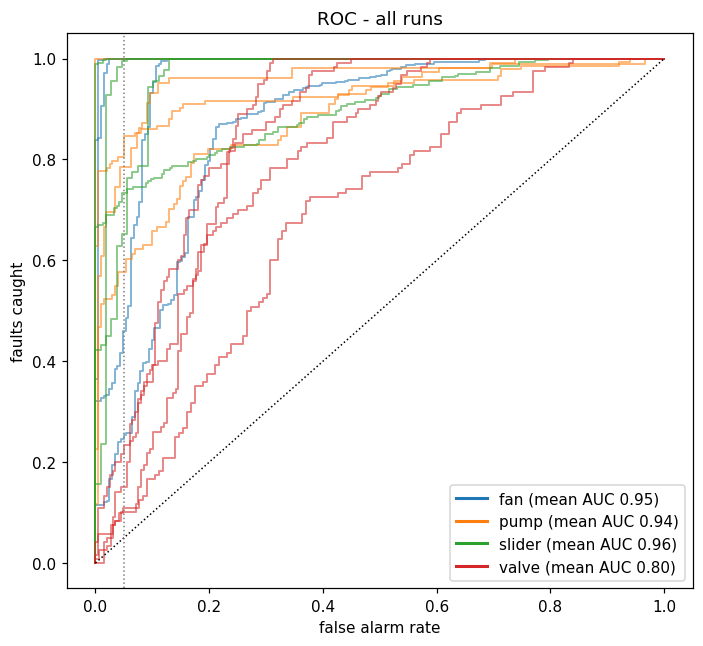 ROC - all runs
faults caught
1.0
0.8
0.6
0.4
0.2
0.0
fan (mean AUC 0.95)
pump (mean AUC 0.94)
slider (mean AUC 0.96)
valve (mean AUC 0.80)
0.0 0.2 0.4 0.6 0.8 1.0
false alarm rate